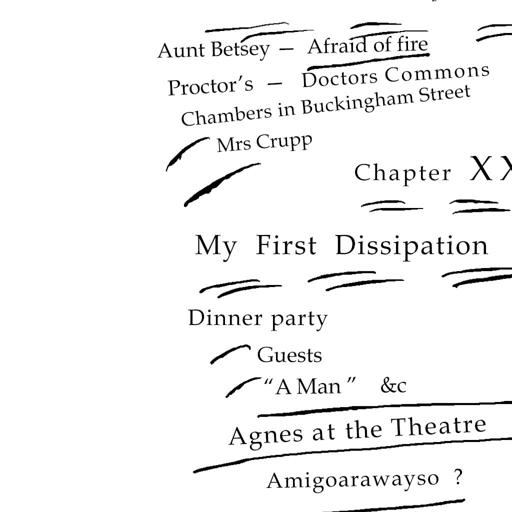 Aunt Betsey — Afraid of fire
Proctor's — Doctors Commons
Chambers in Buckingham Street
Mrs Crupp
Chapter XX
My First Dissipation
Dinner party
Guests
"A Man" &c
Agnes at the Theatre
Amigoarawayso ?